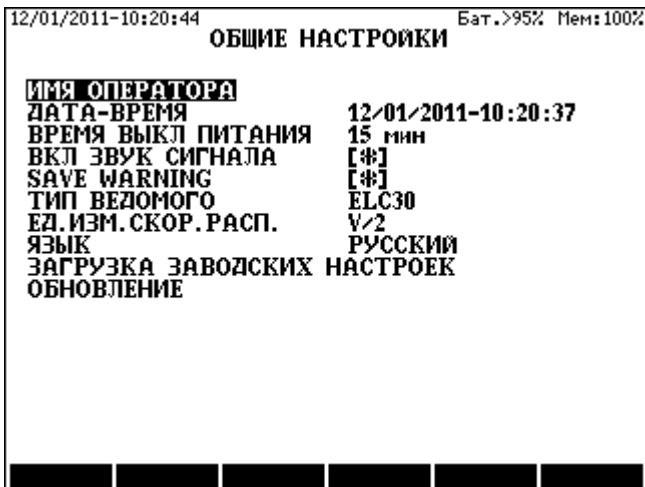 12/01/2011-10:20:44 Бат.>95% Мем:100%
ОБЩИЕ НАСТРОЙКИ
ИМЯ ОПЕРАТОРА
ДАТА-ВРЕМЯ 12/01/2011-10:20:37
ВРЕМЯ ВЫКЛ ПИТАНИЯ 15 мин
ВКЛ ЗВУК СИГНАЛА [*]
SAVE WARNING [*]
ТИП ВЕДОМОГО ELC30
ЕД.ИЗМ.СКОР.РАСП. V/2
ЯЗЫК РУССКИЙ
ЗАГРУЗКА ЗАВОДСКИХ НАСТРОЕК
ОБНОВЛЕНИЕ